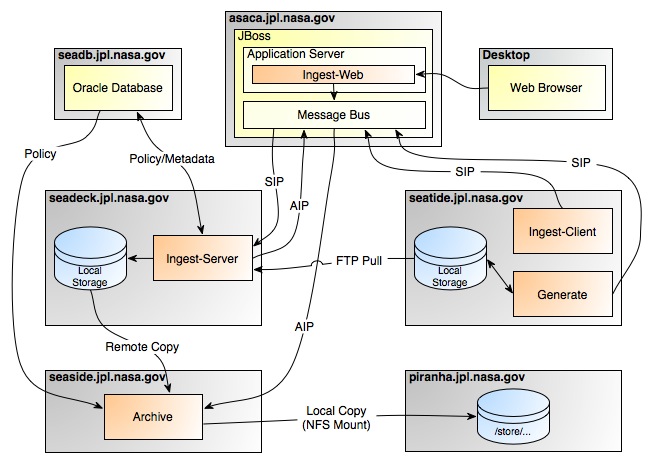 asaca.jpl.nasa.gov
JBoss
Application Server
Ingest-Web
Message Bus
seadb.jpl.nasa.gov
Oracle Database
Desktop
Web Browser
Policy
Policy/Metadata
SIP
AIP
SIP
SIP
seadeck.jpl.nasa.gov
Local
Storage
Ingest-Server
FTP Pull
seatide.jpl.nasa.gov
Ingest-Client
Local
Storage
Generate
AIP
Remote Copy
seaside.jpl.nasa.gov
Archive
Local Copy
(NFS Mount)
piranha.jpl.nasa.gov
/store/...